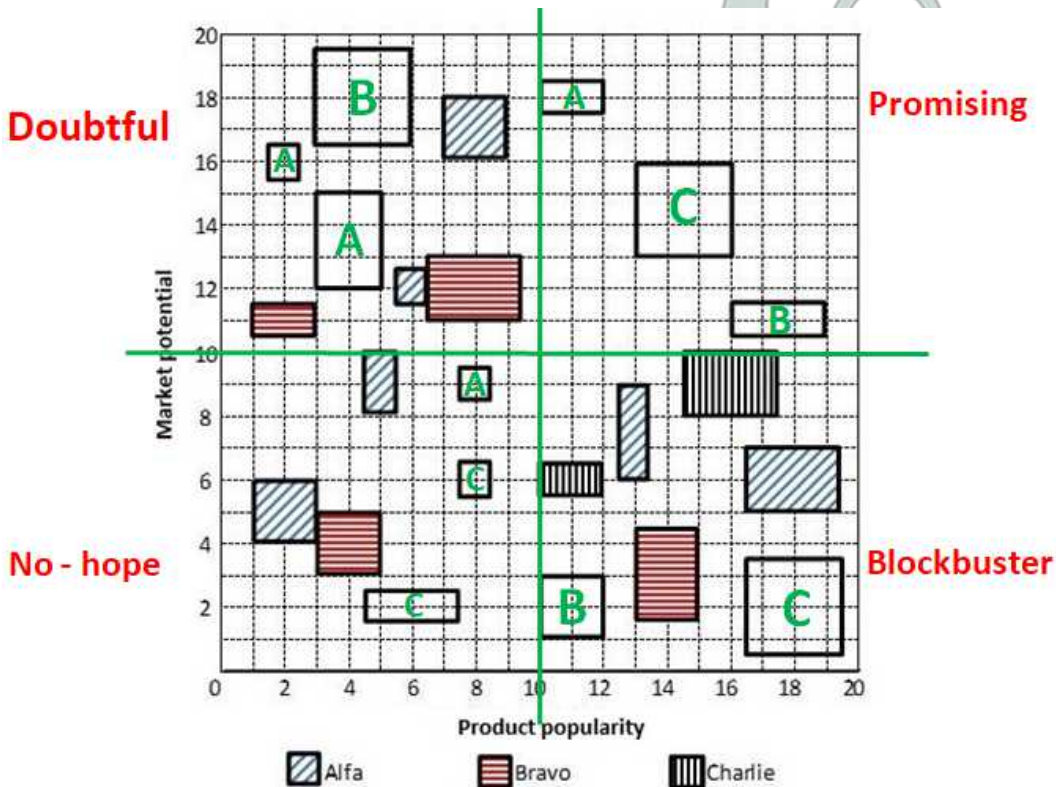 20
18
16
14
12
10
8
6
4
2
0 2 4 6 8 10 12 14 16 18 20
Market potential
Product popularity
Doubtful
Promising
No - hope
Blockbuster
B
A
A
A
C
B
A
C
C
B
C
Alfa Bravo Charlie